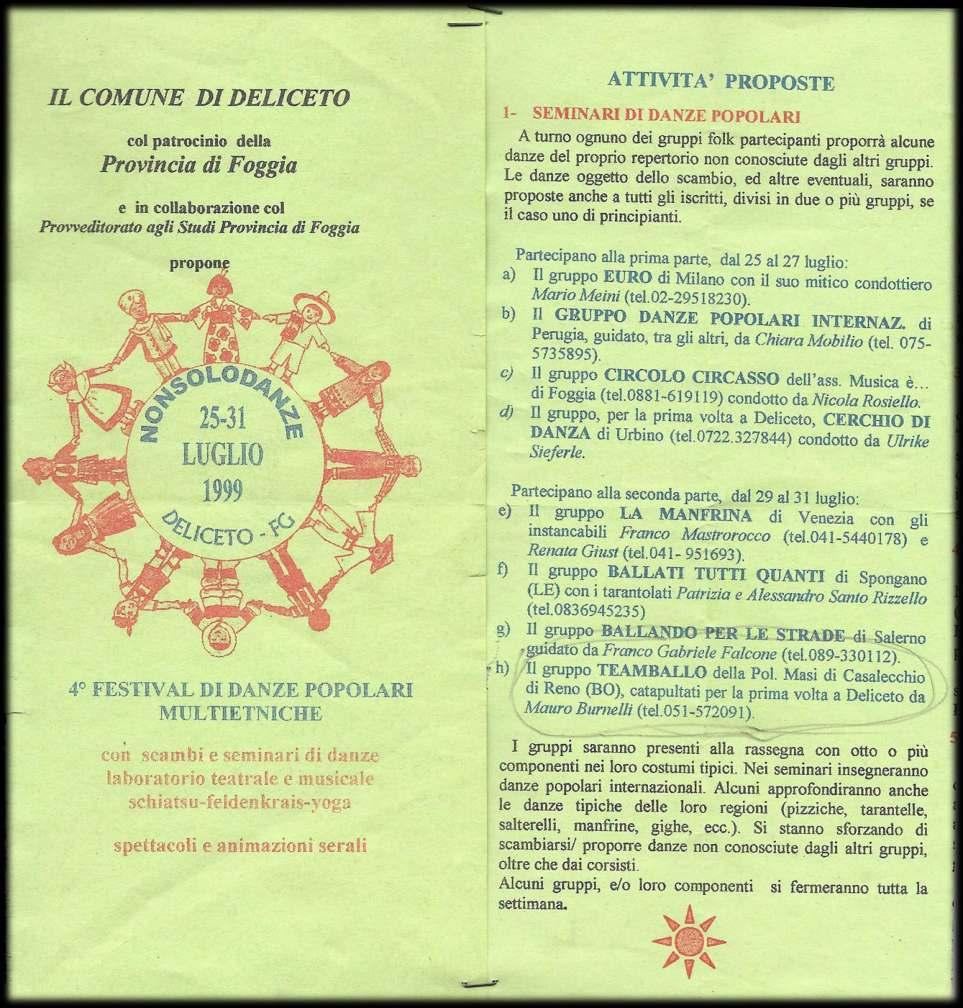 IL COMUNE DI DELICETO
col patrocinio della
Provincia di Foggia
e in collaborazione col
Provveditorato agli Studi Provincia di Foggia
propone
NONSOLODANZE
25-31
LUGLIO
1999
DELICETO - FG
4° FESTIVAL DI DANZE POPOLARI
MULTIETNICHE
con scambi e seminari di danze
laboratorio teatrale e musicale
schiatsu-feldenkrais-yoga
spettacoli e animazioni serali
ATTIVITA' PROPOSTE
1- SEMINARI DI DANZE POPOLARI
A turno ognuno dei gruppi folk partecipanti proporrà alcune
danze del proprio repertorio non conosciute dagli altri gruppi.
Le danze oggetto dello scambio, ed altre eventuali, saranno
proposte anche a tutti gli iscritti, divisi in due o più gruppi, se
il caso uno di principianti.
Partecipano alla prima parte, dal 25 al 27 luglio:
a) Il gruppo EURO di Milano con il suo mitico condottiero
Mario Meini (tel.02-29518230).
b) Il GRUPPO DANZE POPOLARI INTERNAZ. di
Perugia, guidato, tra gli altri, da Chiara Mobilio (tel. 075-
5735895).
c) Il gruppo CIRCOLO CIRCASSO dell'ass. Musica è…
di Foggia (tel.0881-619119) condotto da Nicola Rosiello.
d) Il gruppo, per la prima volta a Deliceto, CERCHIO DI
DANZA di Urbino (tel.0722.327844) condotto da Ulrike
Sieferle.
Partecipano alla seconda parte, dal 29 al 31 luglio:
e) Il gruppo LA MANFRINA di Venezia con gli
instancabili Franco Mastrorocco (tel.041-5440178) e
Renata Giust (tel.041- 951693).
f) Il gruppo BALLATI TUTTI QUANTI di Spongano
(LE) con i tarantolati Patrizia e Alessandro Santo Rizzello
(tel.0836945235)
g) Il gruppo BALLANDO PER LE STRADE di Salerno
guidato da Franco Gabriele Falcone (tel.089-330112).
h) Il gruppo TEAMBALLO della Pol. Masi di Casalecchio
di Reno (BO), catapultati per la prima volta a Deliceto da
Mauro Burnelli (tel.051-572091).
I gruppi saranno presenti alla rassegna con otto o più
componenti nei loro costumi tipici. Nei seminari insegneranno
danze popolari internazionali. Alcuni approfondiranno anche
le danze tipiche delle loro regioni (pizziche, tarantelle,
salterelli, manfrine, gighe, ecc.). Si stanno sforzando di
scambiarsi/ proporre danze non conosciute dagli altri gruppi,
oltre che dai corsisti.
Alcuni gruppi, e/o loro componenti si fermeranno tutta la
settimana.